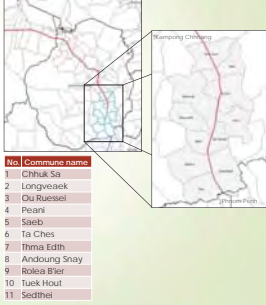 Kampong Chhnang
Phnom Penh
No. Commune name
1 Chhuk Sa
2 Longveaek
3 Ou Ruessei
4 Peani
5 Saeb
6 Ta Ches
7 Thma Edth
8 Andoung Snay
9 Rolea B'ier
10 Tuek Hout
11 Sedthei